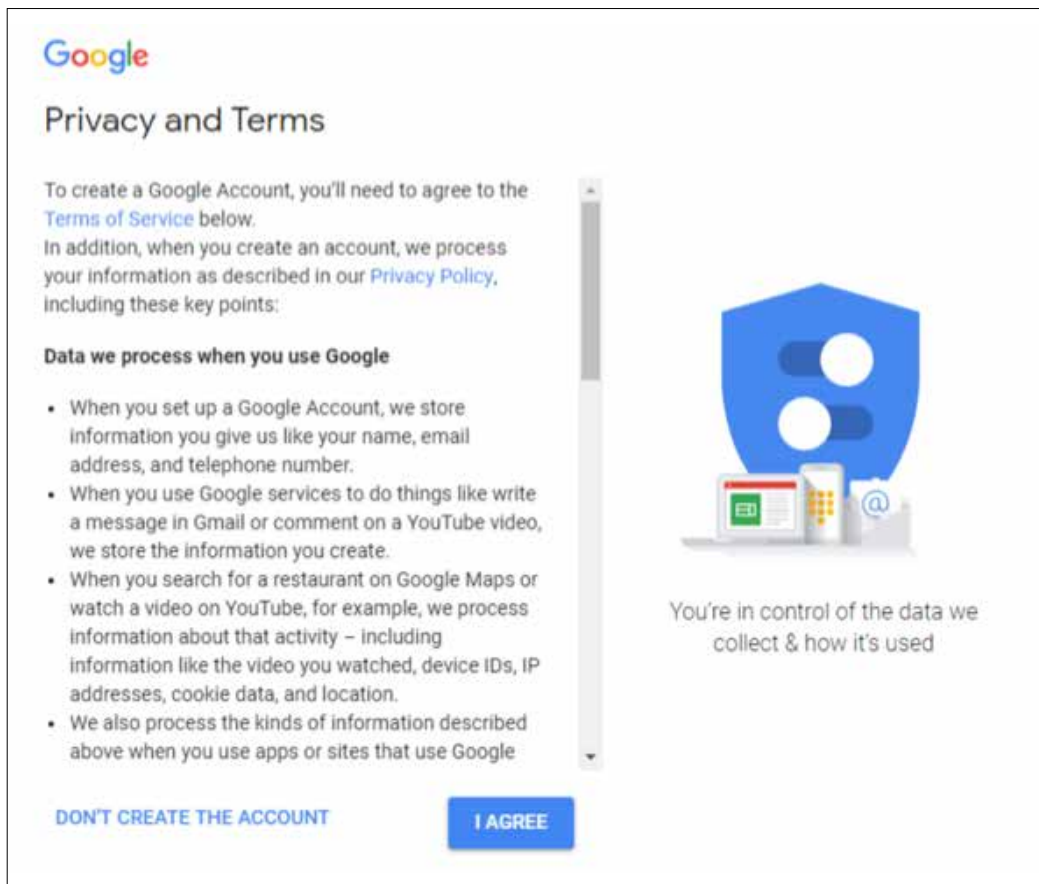 Google
Privacy and Terms
To create a Google Account, you'll need to agree to the
Terms of Service below.
In addition, when you create an account, we process
your information as described in our Privacy Policy,
including these key points:
Data we process when you use Google
• When you set up a Google Account, we store
information you give us like your name, email
address, and telephone number.
• When you use Google services to do things like write
a message in Gmail or comment on a YouTube video,
we store the information you create.
• When you search for a restaurant on Google Maps or
watch a video on YouTube, for example, we process
information about that activity – including
information like the video you watched, device IDs, IP
addresses, cookie data, and location.
• We also process the kinds of information described
above when you use apps or sites that use Google
@
You're in control of the data we
collect & how it's used
DON'T CREATE THE ACCOUNT
I AGREE